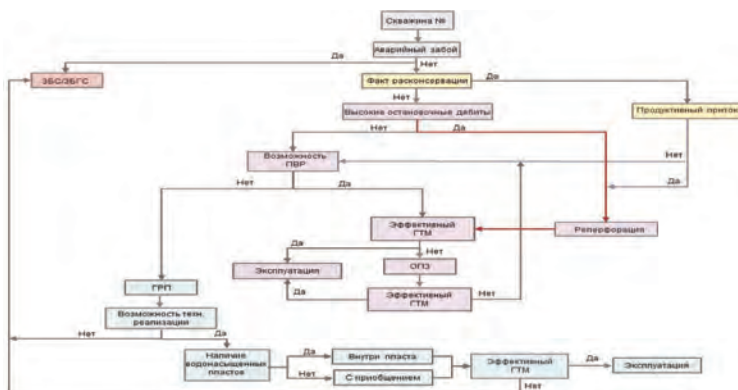 Скважина №
Аварийный забой
Да
Нет
ЗБС/ЗБГС
Факт расконсервации
Да
Нет
Высокие остановочные дебиты
Продуктивный приток
Нет
Да
Возможность
ПВР
Нет
Нет
Да
Да
Эффективный
ГТМ
Реперфорация
Да
Нет
Эксплуатация
ОПЗ
ГРП
Да
Нет
Эффективный
ГТМ
Нет
Возможность техн.
реализации
Нет
Да
Наличие
водонасыщенных
пластов
Да
Внутри пласта
Эффективный
ГТМ
Да
Эксплуатация
Нет
С приобщением
Нет